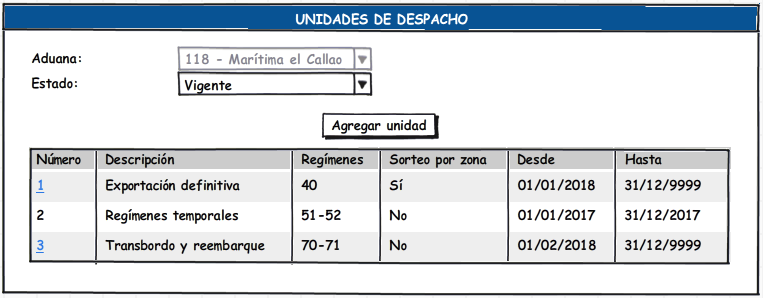 UNIDADES DE DESPACHO
Aduana: 118 - Marítima el Callao
Estado: Vigente
Agregar unidad
Número Descripción Regímenes Sorteo por zona Desde Hasta
1 Exportación definitiva 40 Sí 01/01/2018 31/12/9999
2 Regímenes temporales 51-52 No 01/01/2017 31/12/2017
3 Transbordo y reembarque 70-71 No 01/02/2018 31/12/9999